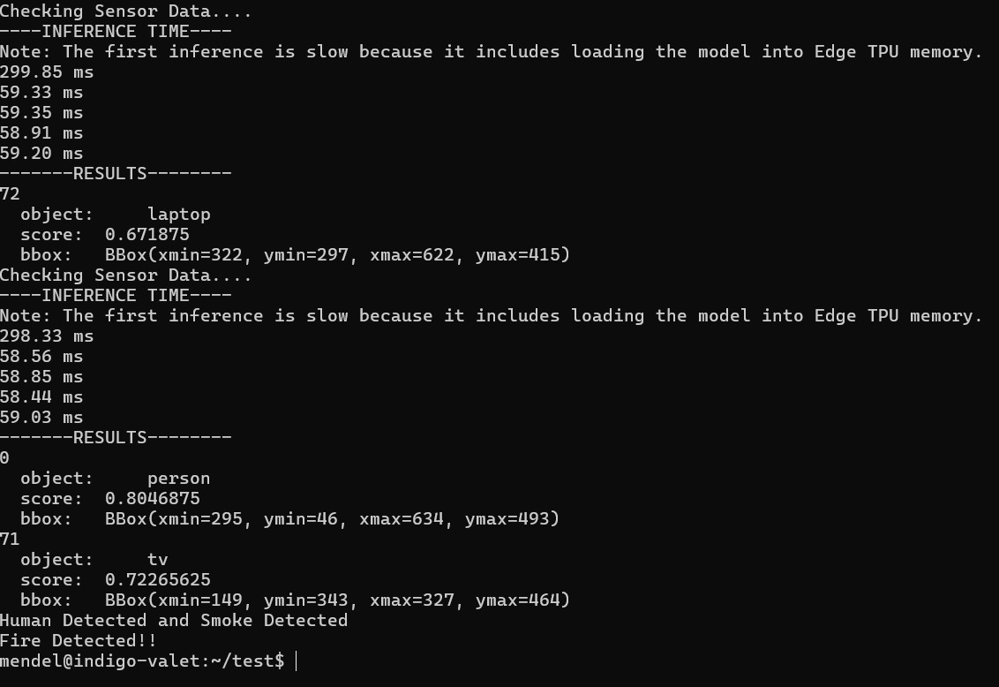 Checking Sensor Data....
----INFERENCE TIME----
Note: The first inference is slow because it includes loading the model into Edge TPU memory.
299.85 ms
59.33 ms
59.35 ms
58.91 ms
59.20 ms
-------RESULTS--------
72
  object:     laptop
  score:  0.671875
  bbox:   BBox(xmin=322, ymin=297, xmax=622, ymax=415)
Checking Sensor Data....
----INFERENCE TIME----
Note: The first inference is slow because it includes loading the model into Edge TPU memory.
298.33 ms
58.56 ms
58.85 ms
58.44 ms
59.03 ms
-------RESULTS--------
0
  object:     person
  score:  0.8046875
  bbox:   BBox(xmin=295, ymin=46, xmax=634, ymax=493)
71
  object:     tv
  score:  0.72265625
  bbox:   BBox(xmin=149, ymin=343, xmax=327, ymax=464)
Human Detected and Smoke Detected
Fire Detected!!
mendel@indigo-valet:~/test$